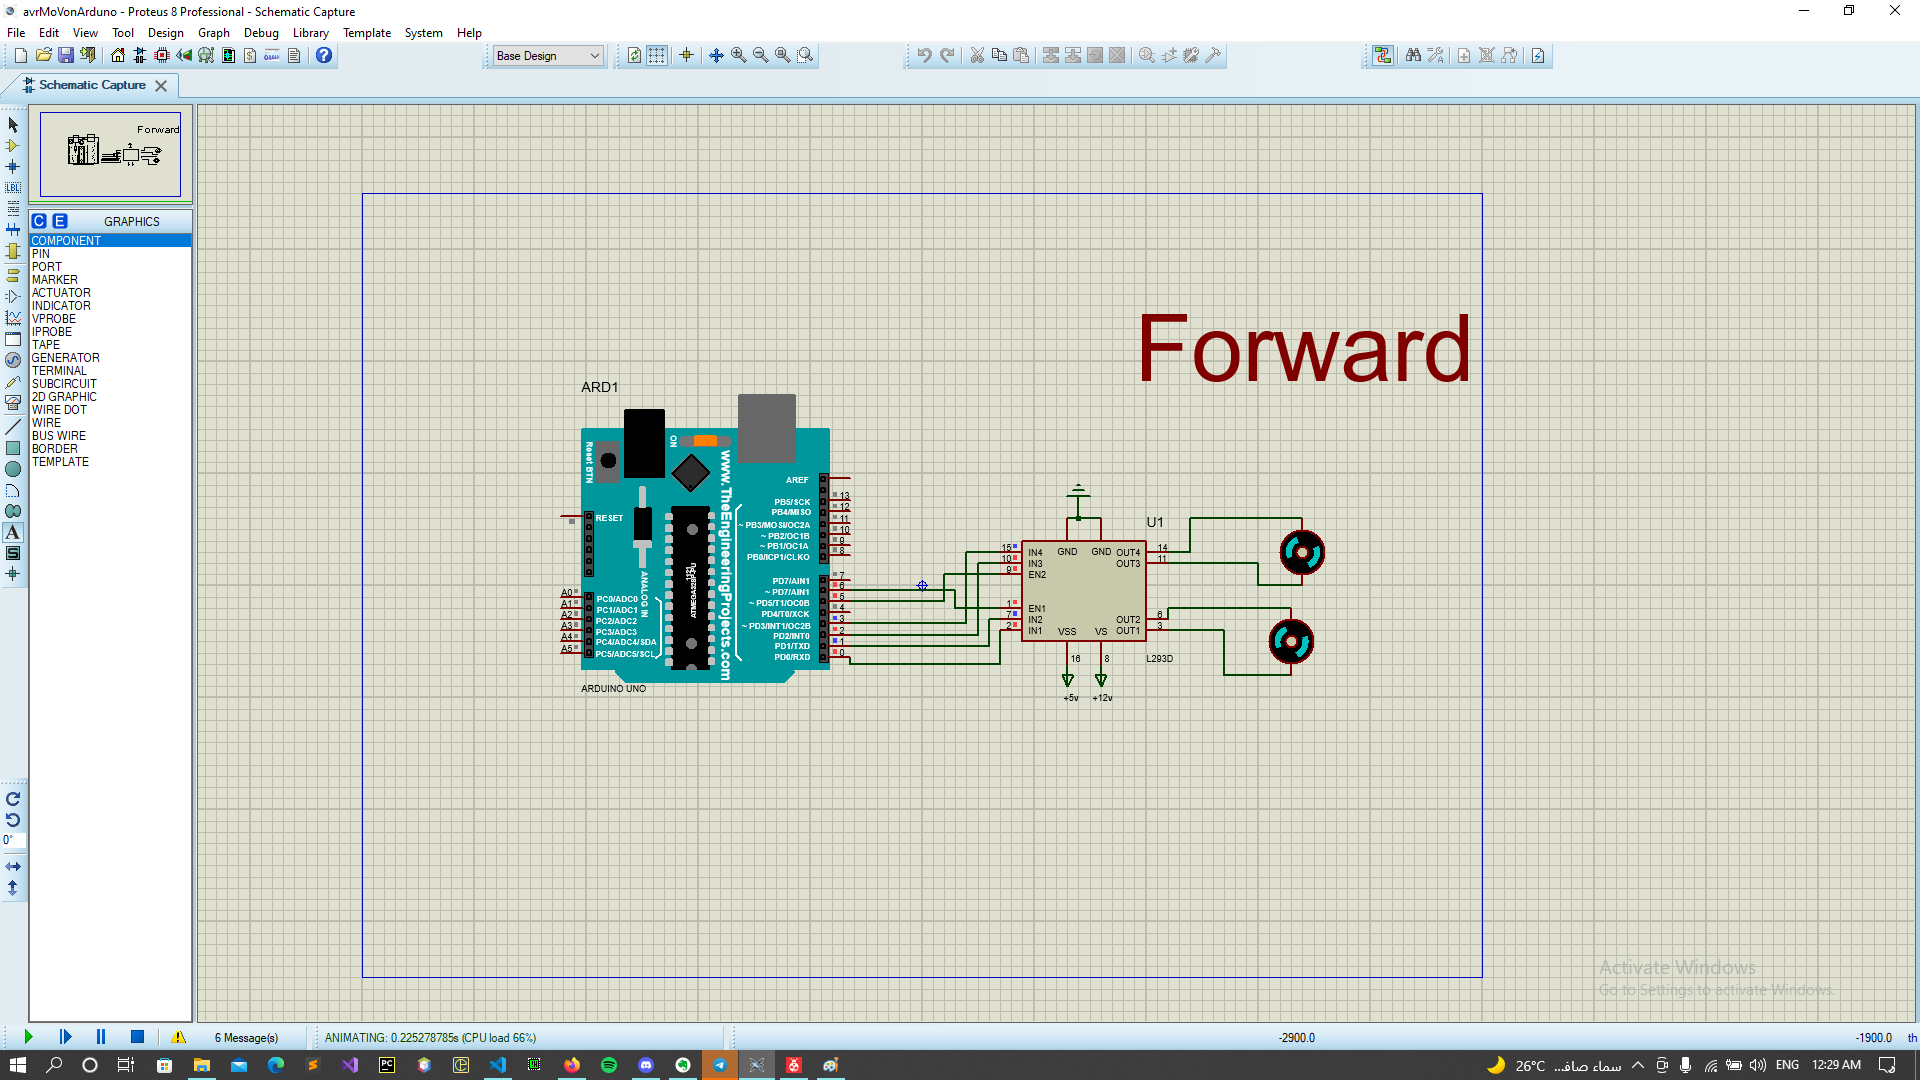 avrMoVonArduno - Proteus 8 Professional - Schematic Capture
File Edit View Tool Design Graph Debug Library Template System Help
Base Design
Schematic Capture
Forward
C E GRAPHICS
COMPONENT
PIN
PORT
MARKER
ACTUATOR
INDICATOR
VPROBE
IPROBE
TAPE
GENERATOR
TERMINAL
SUBCIRCUIT
2D GRAPHIC
WIRE DOT
WIRE
BUS WIRE
BORDER
TEMPLATE
LBL
A
S
0°
Forward
ARD1
Reset BTN
ON
www.TheEngineeringProjects.com
ANALOG IN
RESET
AREF
PB5/SCK 13
PB4/MISO 12
~ PB3/MOSI/OC2A 11
~ PB2/OC1B 10
~ PB1/OC1A 9
PB0/ICP1/CLKO 8
PD7/AIN1 7
~ PD7/AIN1 6
~ PD5/T1/OC0B 5
PD4/T0/XCK 4
~ PD3/INT1/OC2B 3
PD2/INT0 2
PD1/TXD 1
PD0/RXD 0
A0 PC0/ADC0
A1 PC1/ADC1
A2 PC2/ADC2
A3 PC3/ADC3
A4 PC4/ADC4/SDA
A5 PC5/ADC5/SCL
ARDUINO UNO
U1
15 IN4 GND GND OUT4 14
10 IN3 OUT3 11
9 EN2
1 EN1
7 IN2 OUT2 6
2 IN1 VSS VS OUT1 3
16 8 L293D
+5v +12v
Activate Windows
Go to Settings to activate Windows.
6 Message(s) ANIMATING: 0.225278785s (CPU load 66%) -2900.0 -1900.0 th
PC
26°C سماء صاف... ENG 12:29 AM